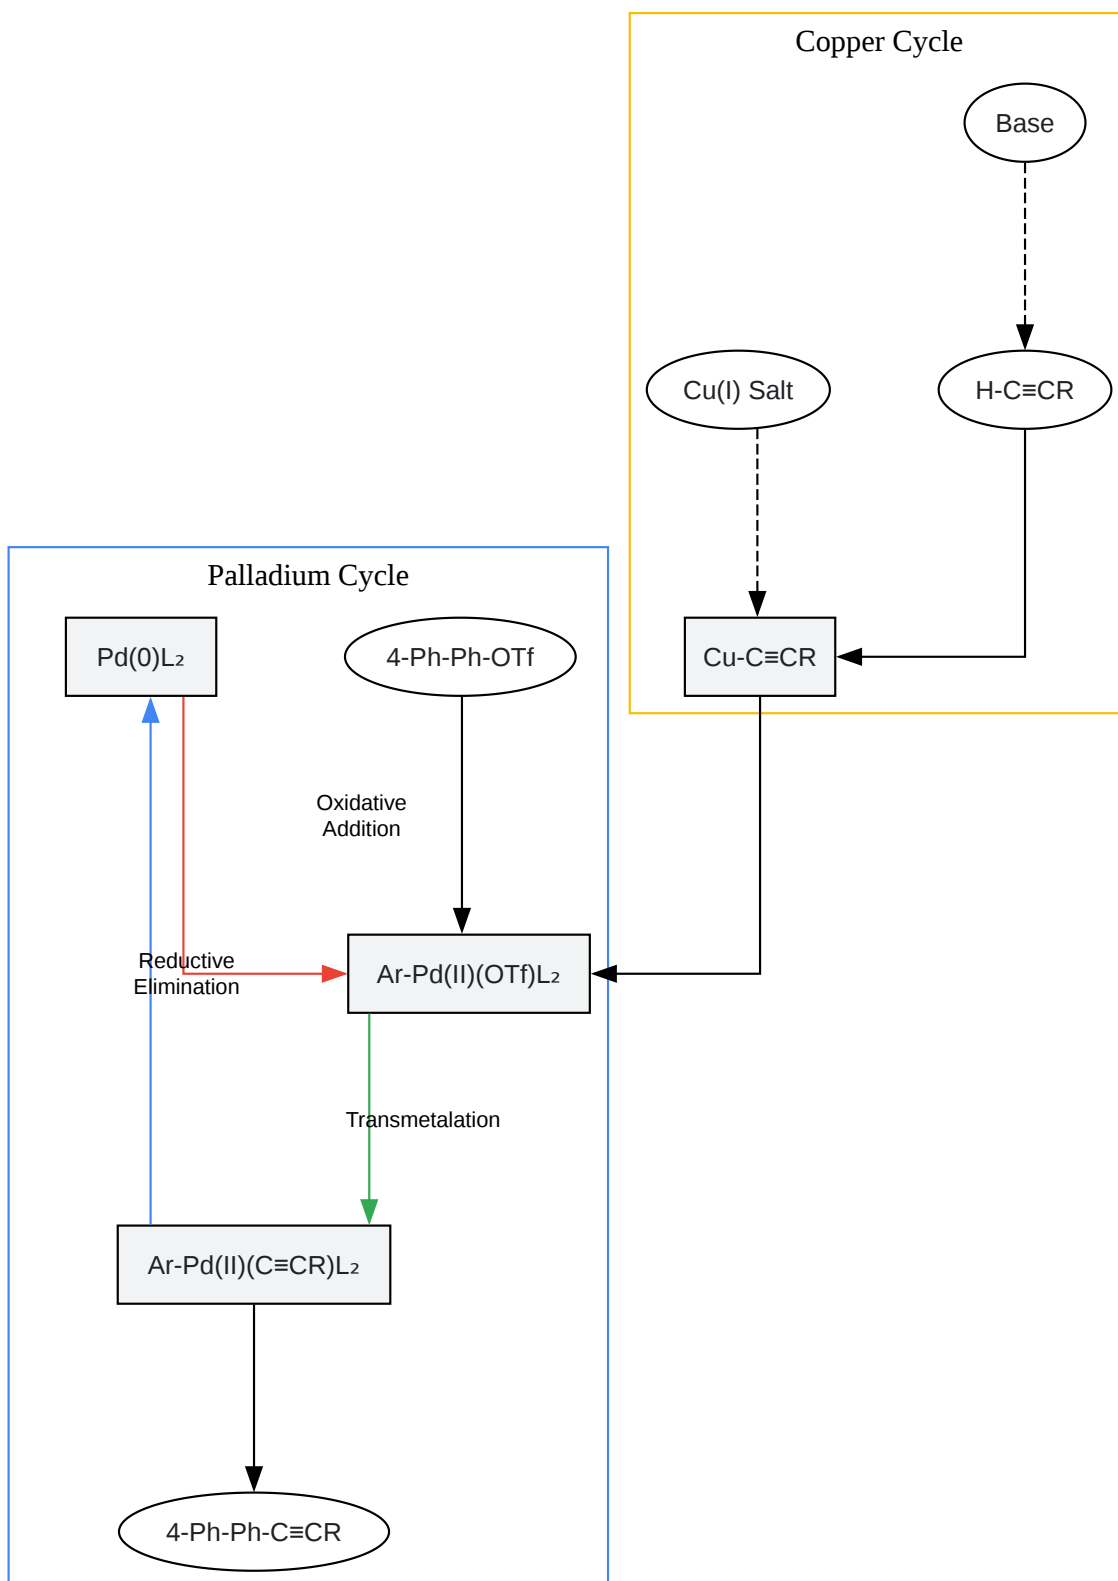 Copper Cycle
Base
Cu(I) Salt
H-C≡CR
Palladium Cycle
Pd(0)L₂
4-Ph-Ph-OTf
Cu-C≡CR
Oxidative
Addition
Reductive
Elimination
Ar-Pd(II)(OTf)L₂
Transmetalation
Ar-Pd(II)(C≡CR)L₂
4-Ph-Ph-C≡CR